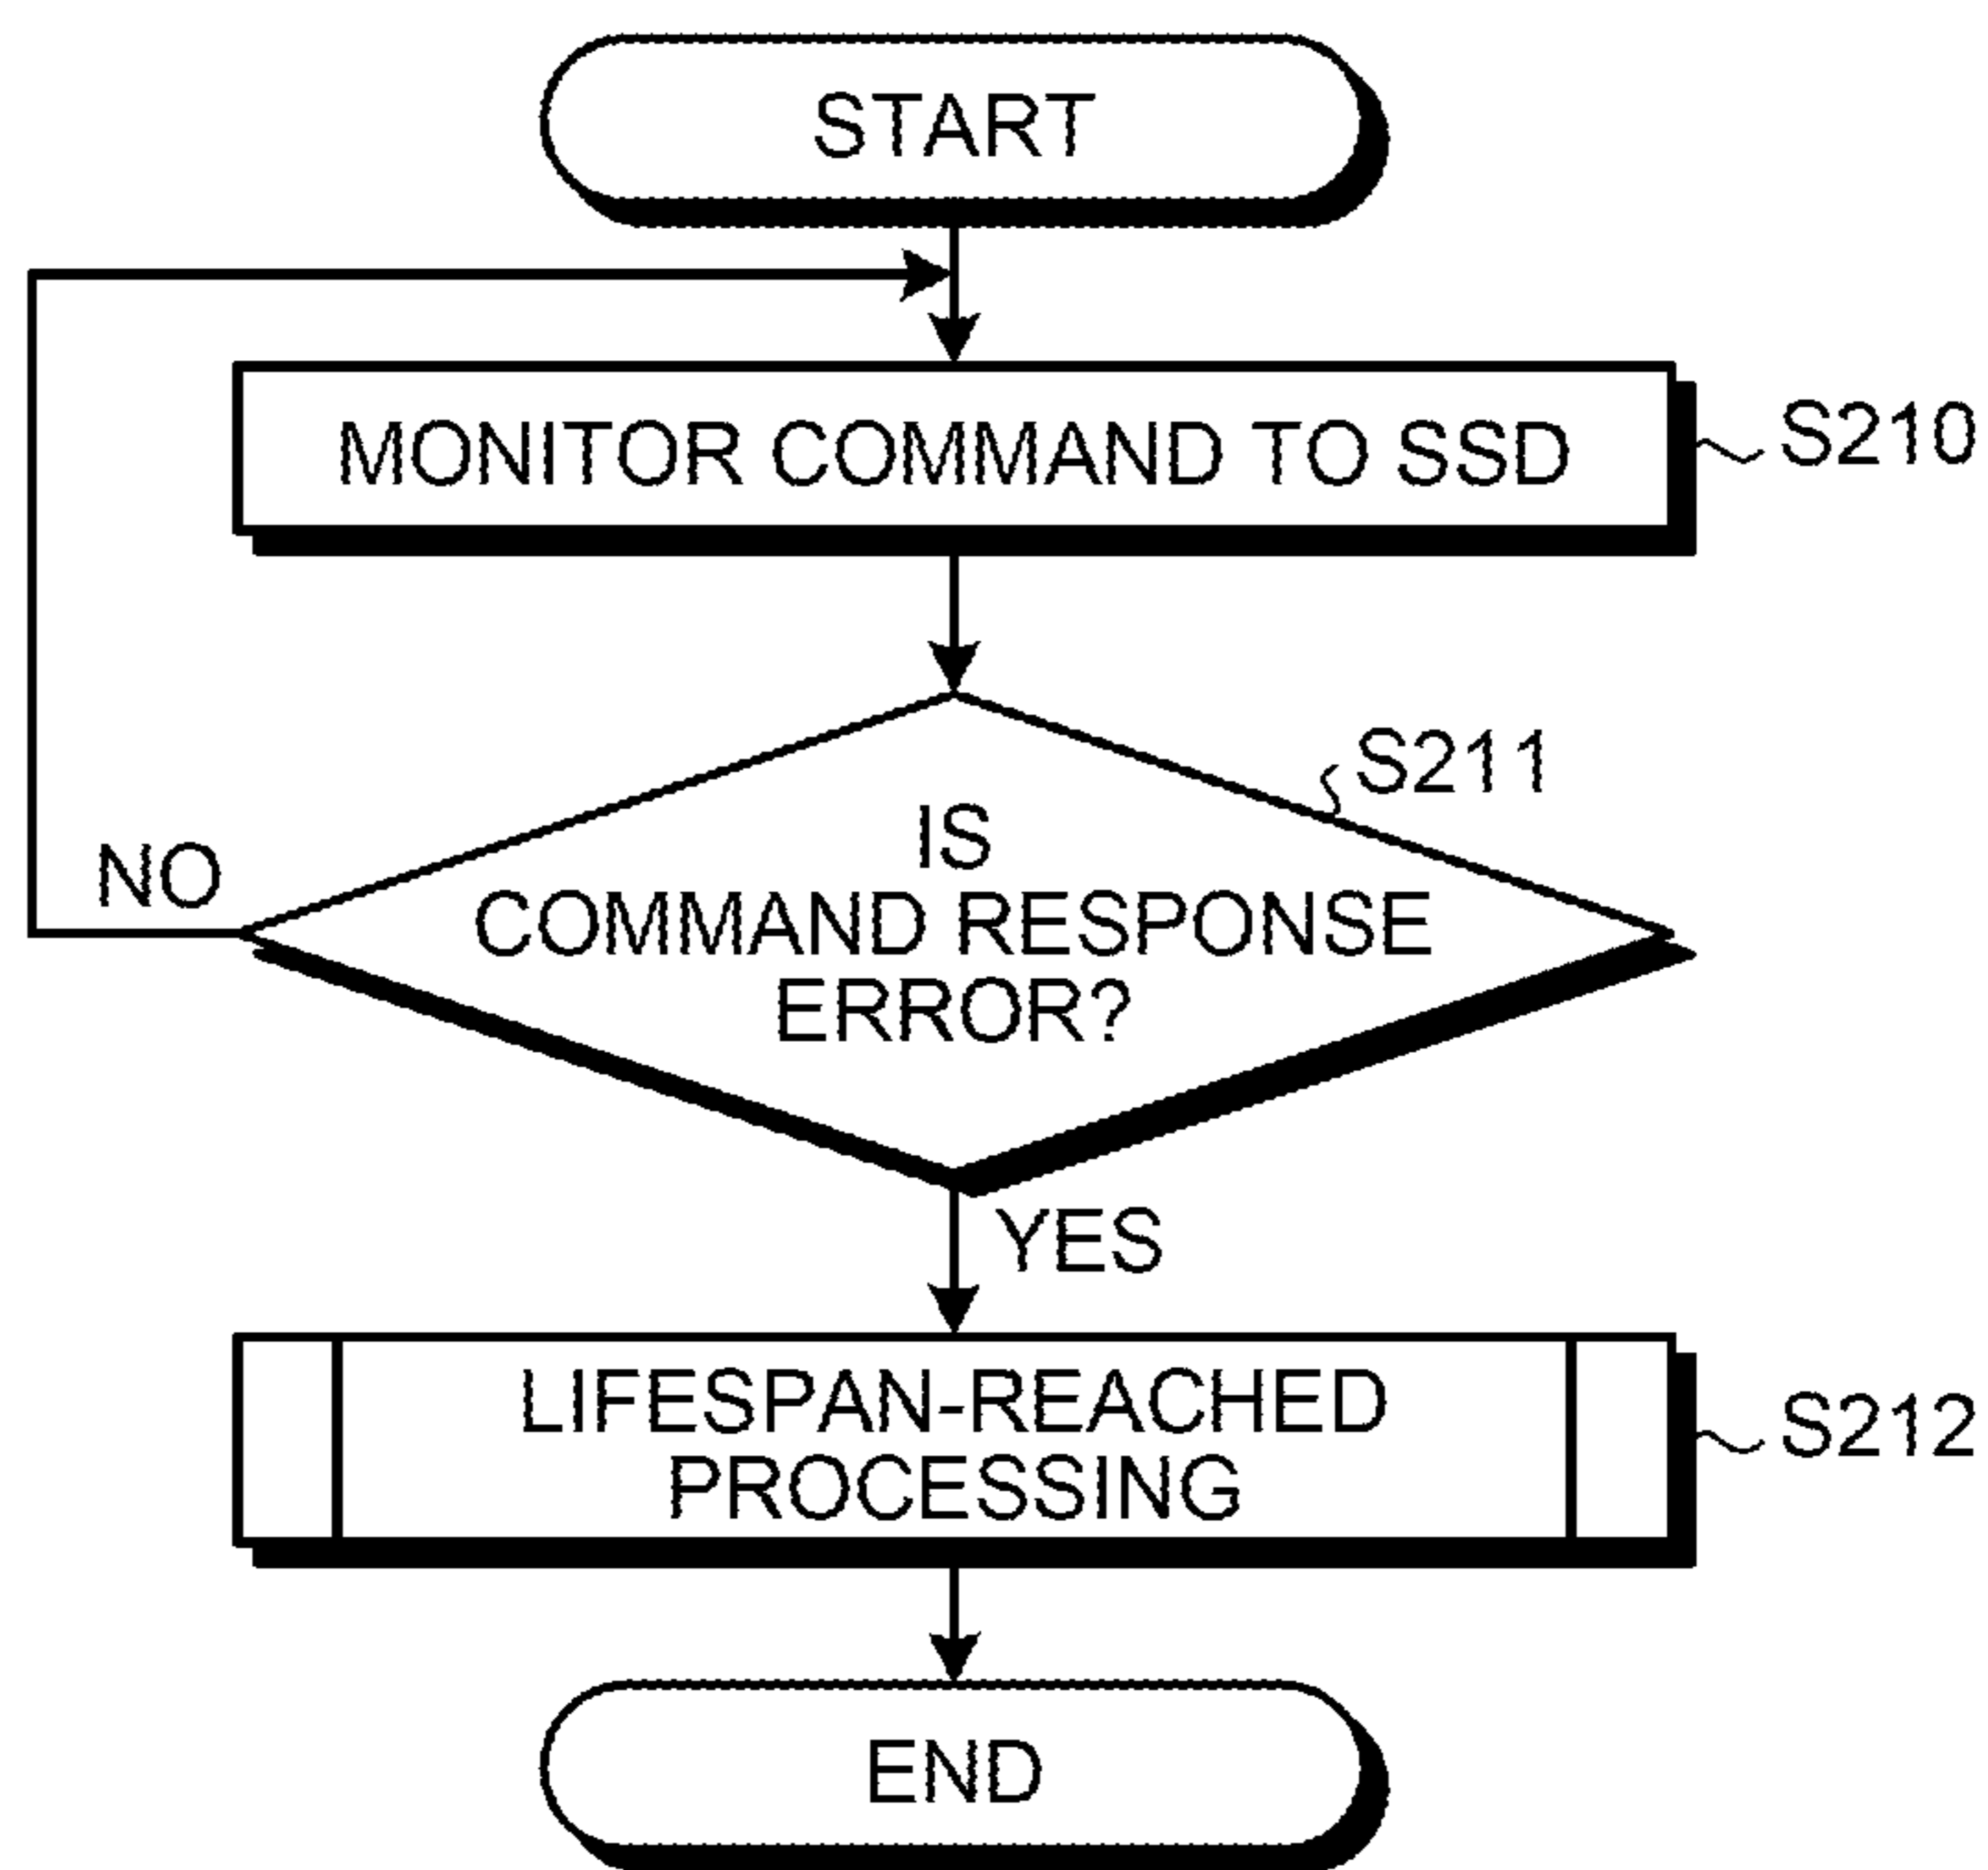 START
MONITOR COMMAND TO SSD
S210
S211
IS
COMMAND RESPONSE
ERROR?
NO
YES
LIFESPAN-REACHED
PROCESSING
S212
END